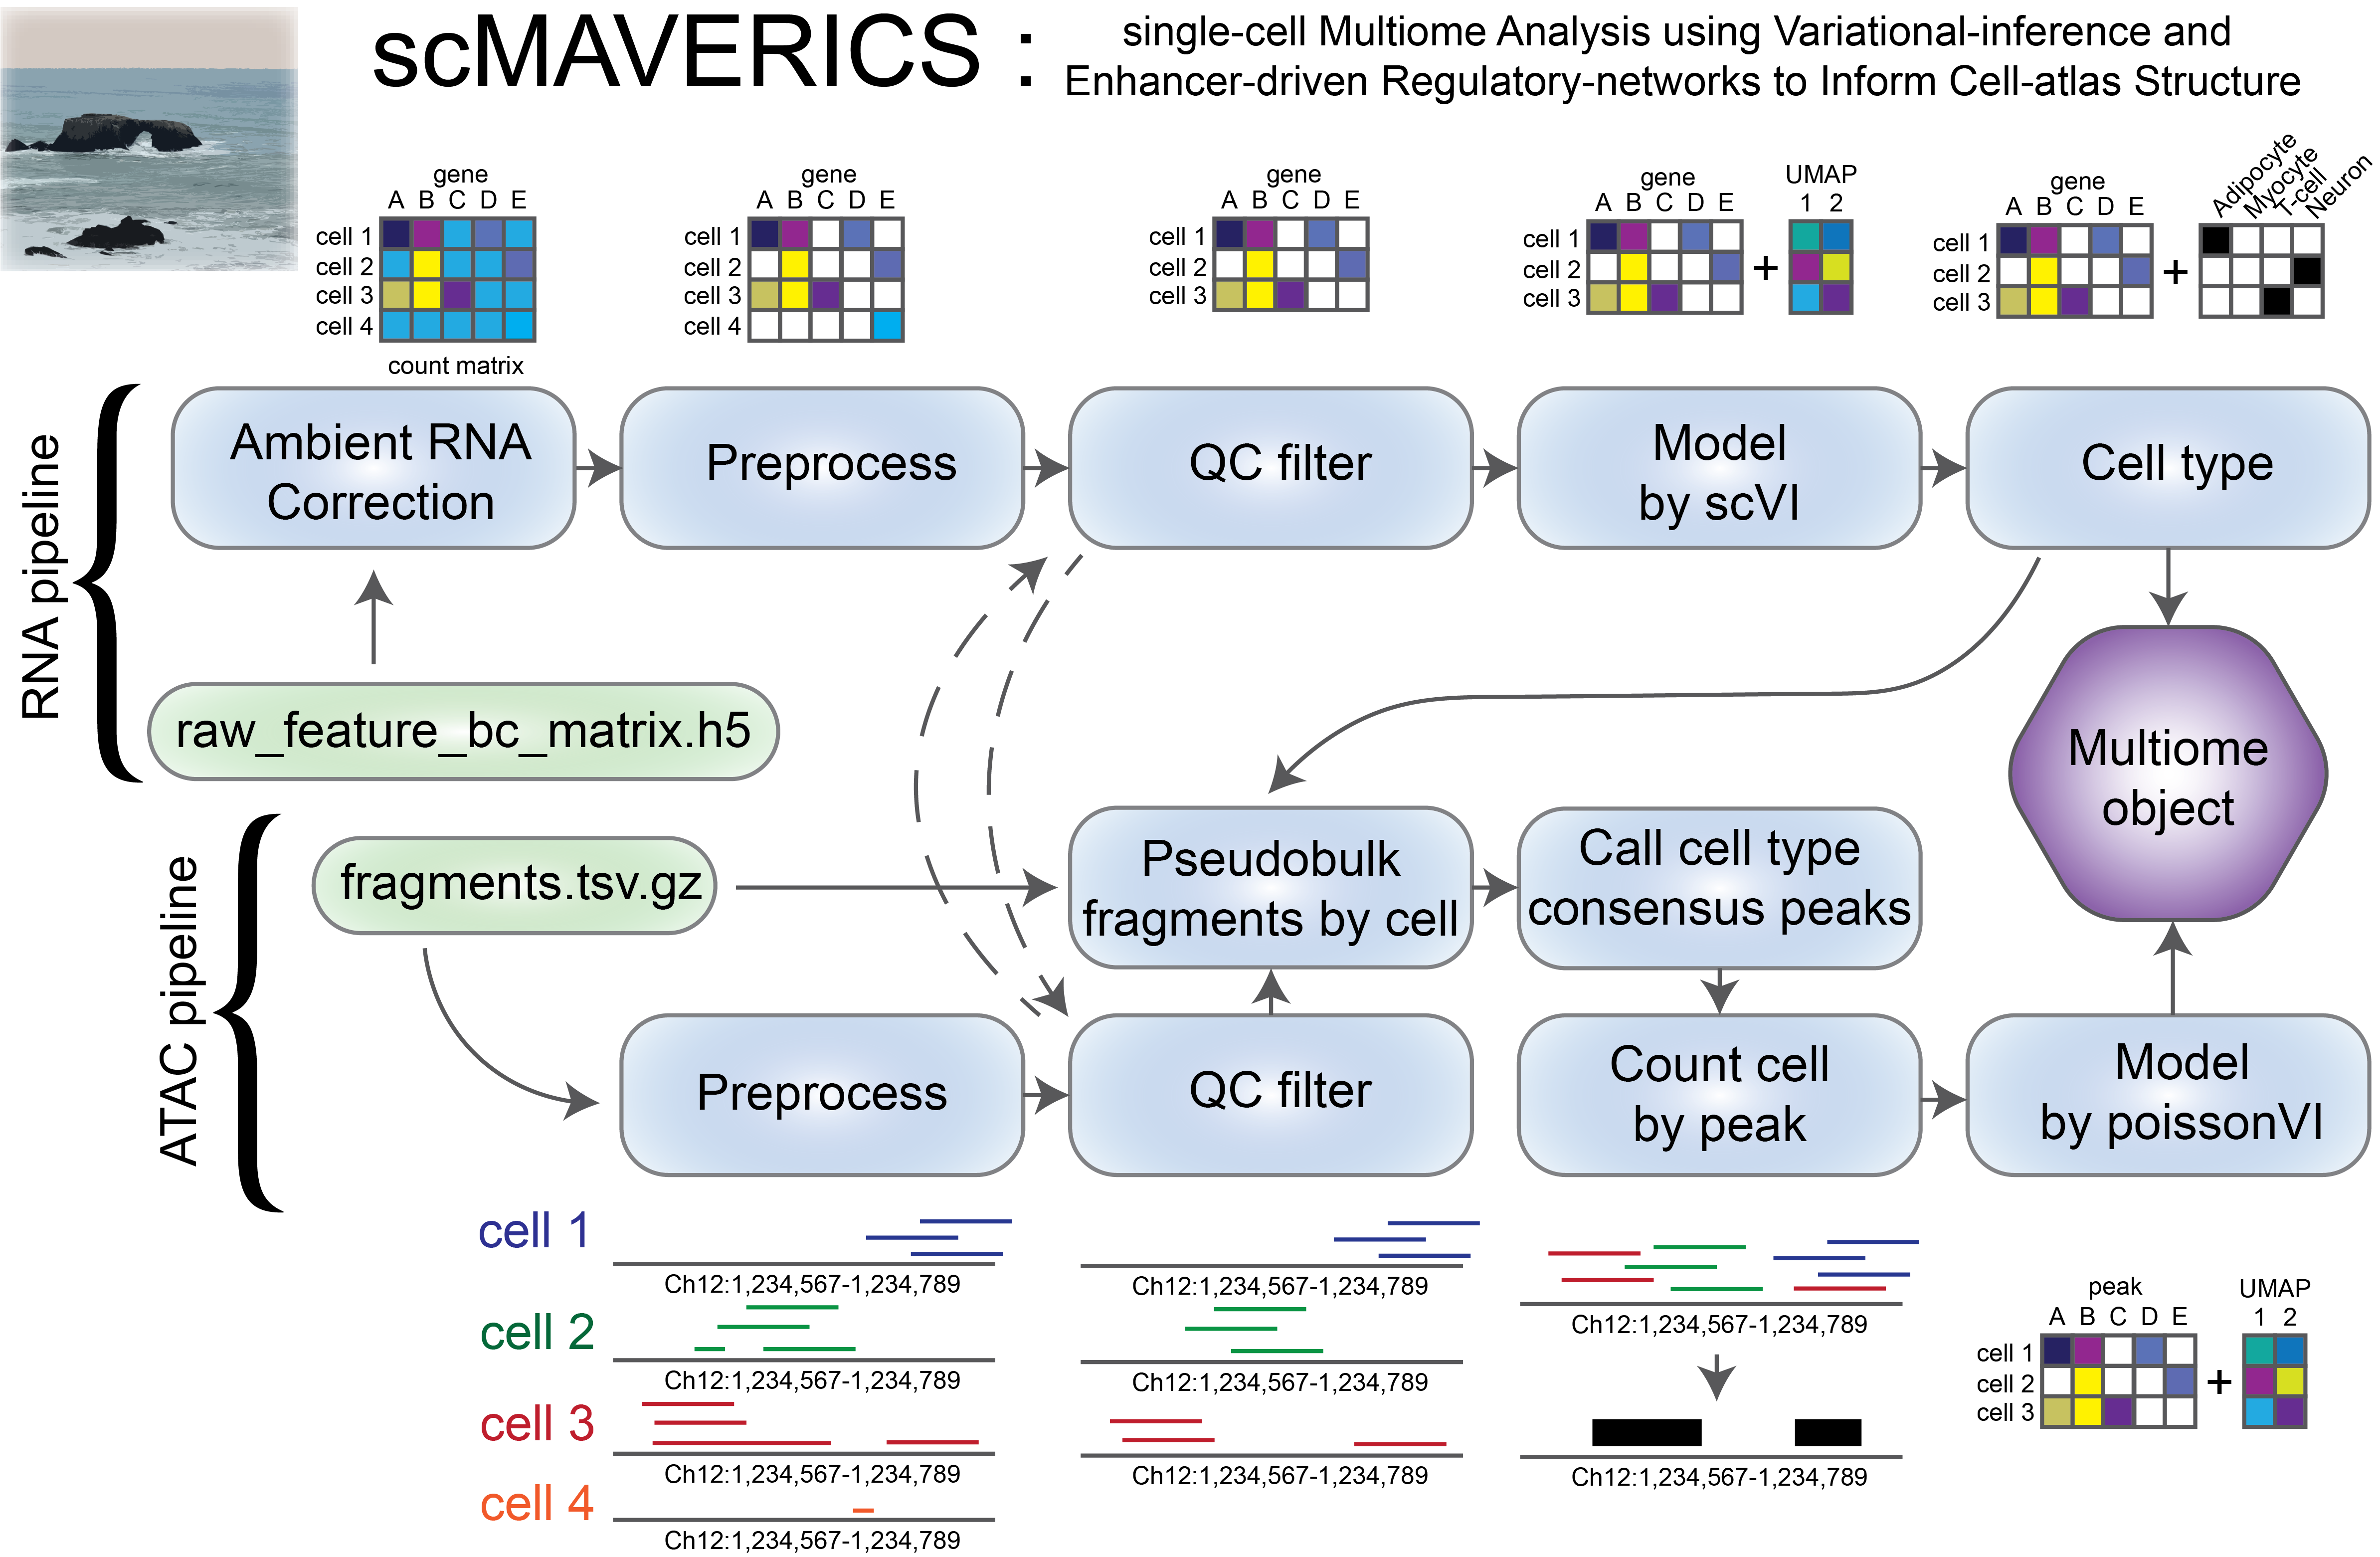 scMAVERICS :
single-cell Multiome Analysis using Variational-inference and
Enhancer-driven Regulatory-networks to Inform Cell-atlas Structure
gene
A B C D E
cell 1
cell 2
cell 3
cell 4
count matrix
gene
A B C D E
cell 1
cell 2
cell 3
cell 4
gene
A B C D E
cell 1
cell 2
cell 3
gene
A B C D E
cell 1
cell 2
cell 3
+
UMAP
1 2
gene
A B C D E
cell 1
cell 2
cell 3
+
Adipocyte
Myocyte
T-cell
Neuron
RNA pipeline
Ambient RNA
Correction
Preprocess
QC filter
Model
by scVI
Cell type
raw_feature_bc_matrix.h5
Multiome
object
ATAC pipeline
fragments.tsv.gz
Pseudobulk
fragments by cell
Call cell type
consensus peaks
Preprocess
QC filter
Count cell
by peak
Model
by poissonVI
cell 1
Ch12:1,234,567-1,234,789
cell 2
Ch12:1,234,567-1,234,789
cell 3
Ch12:1,234,567-1,234,789
cell 4
Ch12:1,234,567-1,234,789
Ch12:1,234,567-1,234,789
Ch12:1,234,567-1,234,789
Ch12:1,234,567-1,234,789
Ch12:1,234,567-1,234,789
Ch12:1,234,567-1,234,789
peak
A B C D E
cell 1
cell 2
cell 3
+
UMAP
1 2